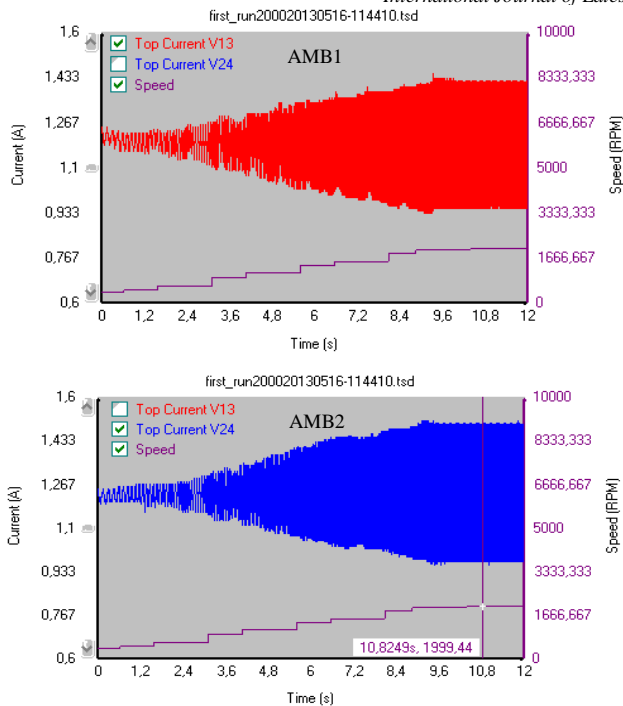 International Journal of Lates
first_run200020130516-114410.tsd
1,6
1,433
1,267
1,1
0,933
0,767
0,6
Current (A)
Top Current V13
Top Current V24
Speed
AMB1
10000
8333,333
6666,667
5000
3333,333
1666,667
0
Speed (RPM)
0 1,2 2,4 3,6 4,8 6 7,2 8,4 9,6 10,8 12
Time (s)
first_run200020130516-114410.tsd
1,6
1,433
1,267
1,1
0,933
0,767
0,6
Current (A)
Top Current V13
Top Current V24
Speed
AMB2
10000
8333,333
6666,667
5000
3333,333
1666,667
0
Speed (RPM)
10,8249s, 1999,44
0 1,2 2,4 3,6 4,8 6 7,2 8,4 9,6 10,8 12
Time (s)